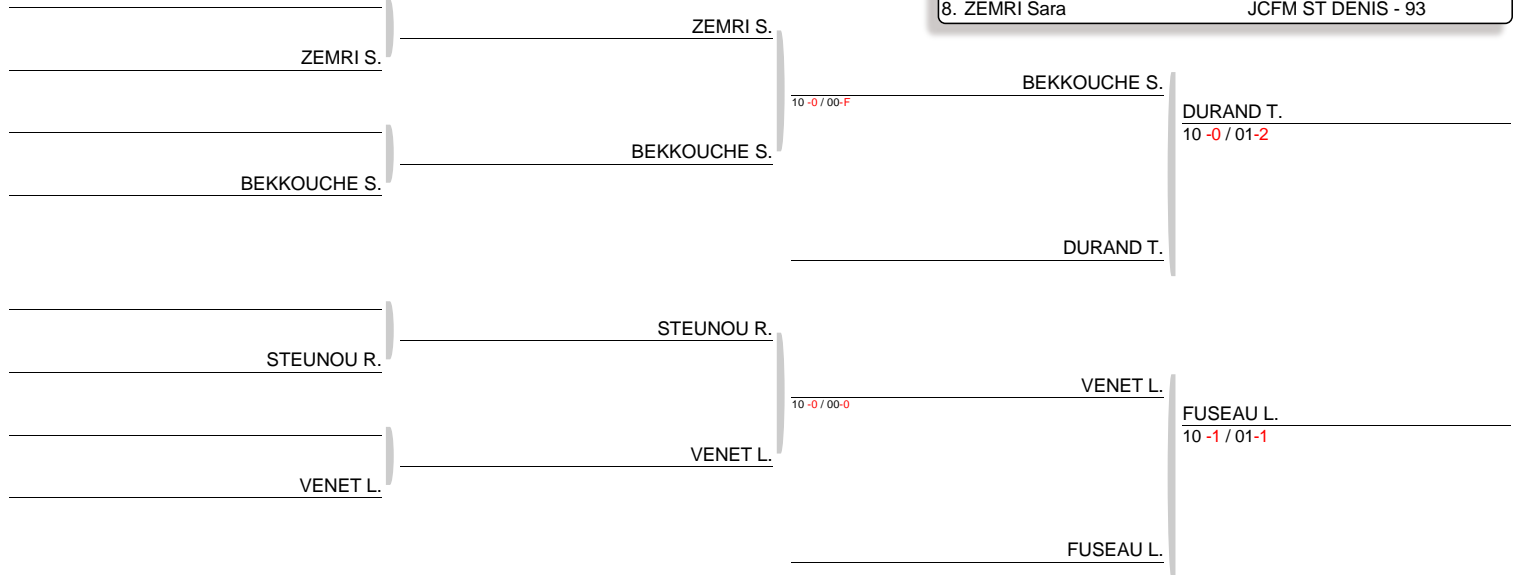 8. ZEMRI Sara JCFM ST DENIS - 93
ZEMRI S.
ZEMRI S.
BEKKOUCHE S.
10 -0 / 00-F
DURAND T.
10 -0 / 01-2
BEKKOUCHE S.
BEKKOUCHE S.
DURAND T.
STEUNOU R.
STEUNOU R.
VENET L.
10 -0 / 00-0
FUSEAU L.
10 -1 / 01-1
VENET L.
VENET L.
FUSEAU L.